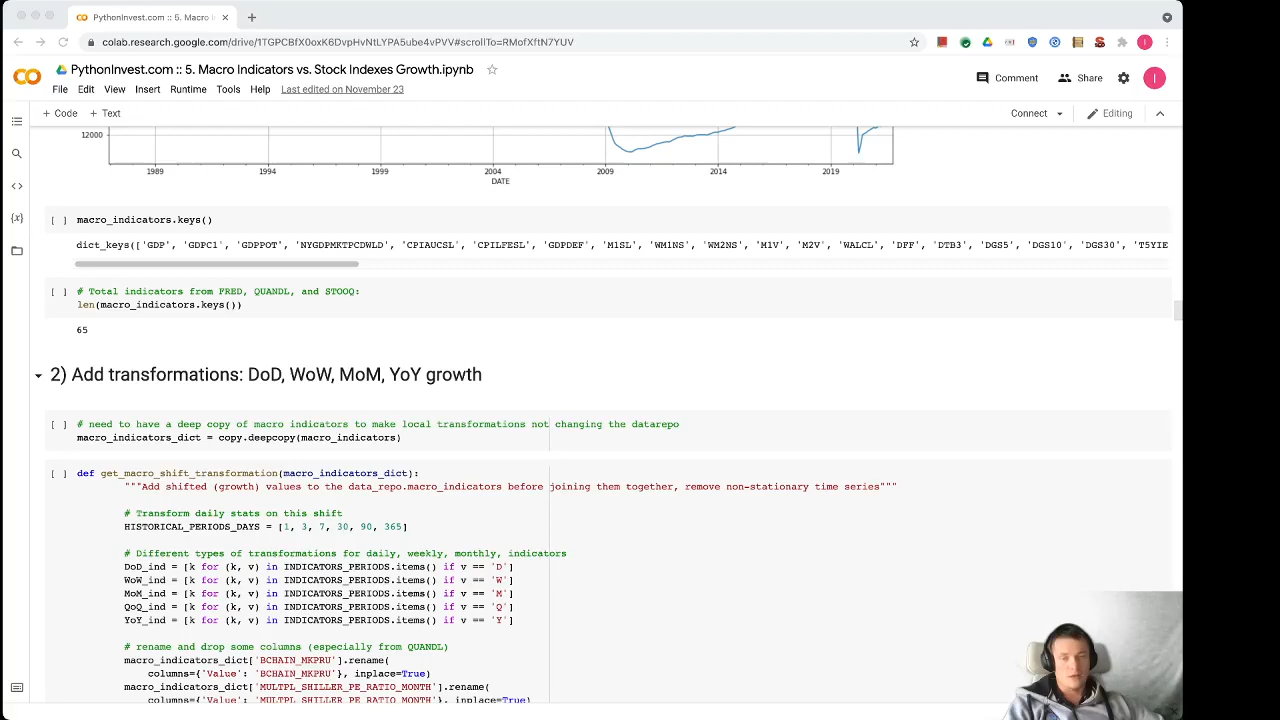 PythonInvest.com :: 5. Macro I
colab.research.google.com/drive/1TGPCBfX0oxK6DvpHvNtLYPA5ube4vPVV#scrollTo=RMofXftN7YUV
PythonInvest.com :: 5. Macro Indicators vs. Stock Indexes Growth.ipynb
Comment
Share
File Edit View Insert Runtime Tools Help Last edited on November 23
+ Code + Text
Connect
Editing
12000
1989 1994 1999 2004 2009 2014 2019
DATE
[ ] macro_indicators.keys()
dict_keys(['GDP', 'GDPC1', 'GDPPOT', 'NYGDPMKTPCDWLD', 'CPIAUCSL', 'CPILFESL', 'GDPDEF', 'M1SL', 'WM1NS', 'WM2NS', 'M1V', 'M2V', 'WALCL', 'DFF', 'DTB3', 'DGS5', 'DGS10', 'DGS30', 'T5YIE
[ ] # Total indicators from FRED, QUANDL, and STOOQ:
len(macro_indicators.keys())
65
2) Add transformations: DoD, WoW, MoM, YoY growth
[ ] # need to have a deep copy of macro indicators to make local transformations not changing the datarepo
macro_indicators_dict = copy.deepcopy(macro_indicators)
[ ] def get_macro_shift_transformation(macro_indicators_dict):
"""Add shifted (growth) values to the data_repo.macro_indicators before joining them together, remove non-stationary time series"""
# Transform daily stats on this shift
HISTORICAL_PERIODS_DAYS = [1, 3, 7, 30, 90, 365]
# Different types of transformations for daily, weekly, monthly, indicators
DoD_ind = [k for (k, v) in INDICATORS_PERIODS.items() if v == 'D']
WoW_ind = [k for (k, v) in INDICATORS_PERIODS.items() if v == 'W']
MoM_ind = [k for (k, v) in INDICATORS_PERIODS.items() if v == 'M']
QoQ_ind = [k for (k, v) in INDICATORS_PERIODS.items() if v == 'Q']
YoY_ind = [k for (k, v) in INDICATORS_PERIODS.items() if v == 'Y']
# rename and drop some columns (especially from QUANDL)
macro_indicators_dict['BCHAIN_MKPRU'].rename(
columns={'Value': 'BCHAIN_MKPRU'}, inplace=True)
macro_indicators_dict['MULTPL_SHILLER_PE_RATIO_MONTH'].rename(
columns={'Value': 'MULTPL_SHILLER_PE_RATIO_MONTH'}, inplace=True)